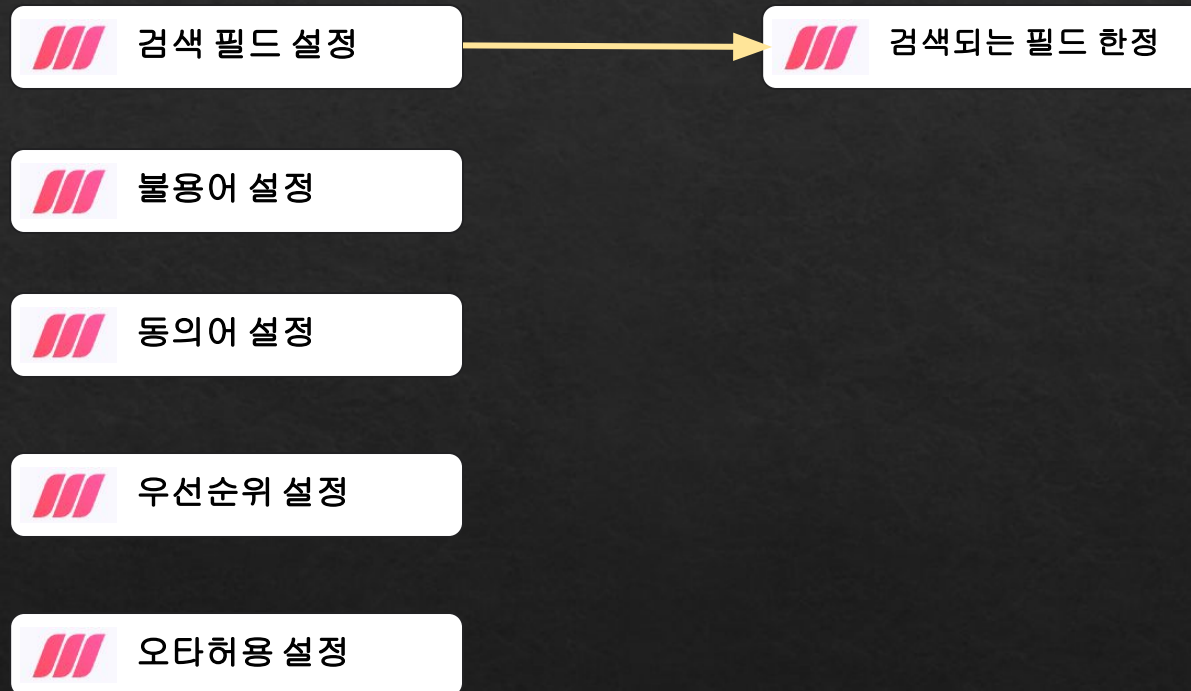 검색 필드 설정
검색되는 필드 한정
불용어 설정
동의어 설정
우선순위 설정
오타허용 설정